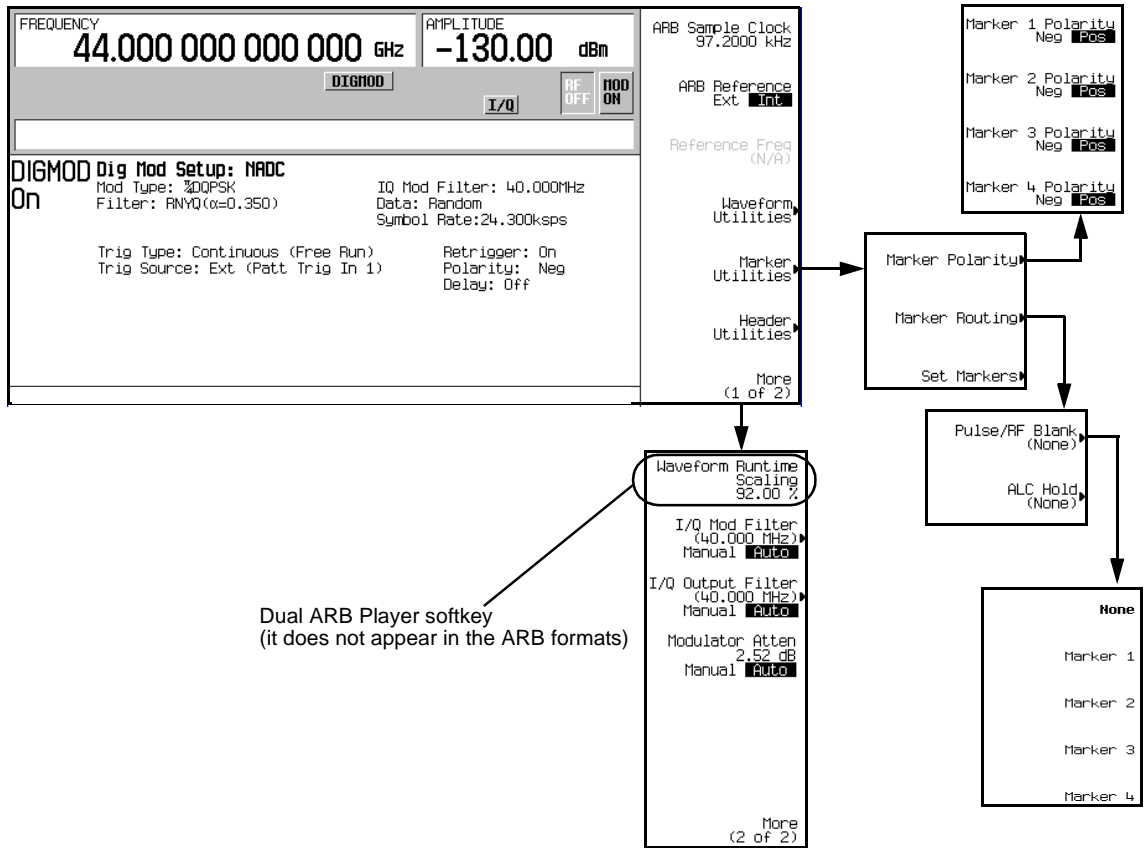 FREQUENCY
44.000 000 000 000 GHz
AMPLITUDE
-130.00 dBm
DIGMOD
I/Q
RF OFF
MOD ON
DIGMOD On
Dig Mod Setup: NADC
Mod Type: π/4DQPSK
Filter: RNYQ(α=0.350)
IQ Mod Filter: 40.000MHz
Data: Random
Symbol Rate:24.300ksps
Trig Type: Continuous (Free Run)
Trig Source: Ext (Patt Trig In 1)
Retrigger: On
Polarity: Neg
Delay: Off
ARB Sample Clock
97.2000 kHz
ARB Reference
Ext Int
Reference Freq
(N/A)
Waveform
Utilities
Marker
Utilities
Header
Utilities
More
(1 of 2)
Marker Polarity
Marker Routing
Set Markers
Marker 1 Polarity
Neg Pos
Marker 2 Polarity
Neg Pos
Marker 3 Polarity
Neg Pos
Marker 4 Polarity
Neg Pos
Pulse/RF Blank
(None)
ALC Hold
(None)
None
Marker 1
Marker 2
Marker 3
Marker 4
Waveform Runtime
Scaling
92.00 %
I/Q Mod Filter
(40.000 MHz)
Manual Auto
I/Q Output Filter
(40.000 MHz)
Manual Auto
Modulator Atten
2.52 dB
Manual Auto
More
(2 of 2)
Dual ARB Player softkey
(it does not appear in the ARB formats)